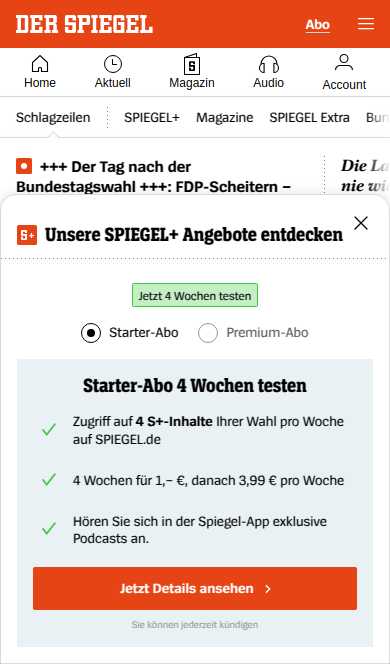 DER SPIEGEL
Abo
Home
Aktuell
Magazin
Audio
Account
Schlagzeilen
SPIEGEL+
Magazine
SPIEGEL Extra
+++ Der Tag nach der
Bundestagswahl +++: FDP-Scheitern –
Die
nie
Unsere SPIEGEL+ Angebote entdecken
Jetzt 4 Wochen testen
Starter-Abo
Premium-Abo
Starter-Abo 4 Wochen testen
Zugriff auf 4 S+-Inhalte Ihrer Wahl pro Woche
auf SPIEGEL.de
4 Wochen für 1,– €, danach 3,99 € pro Woche
Hören Sie sich in der Spiegel-App exklusive
Podcasts an.
Jetzt Details ansehen
Sie können jederzeit kündigen